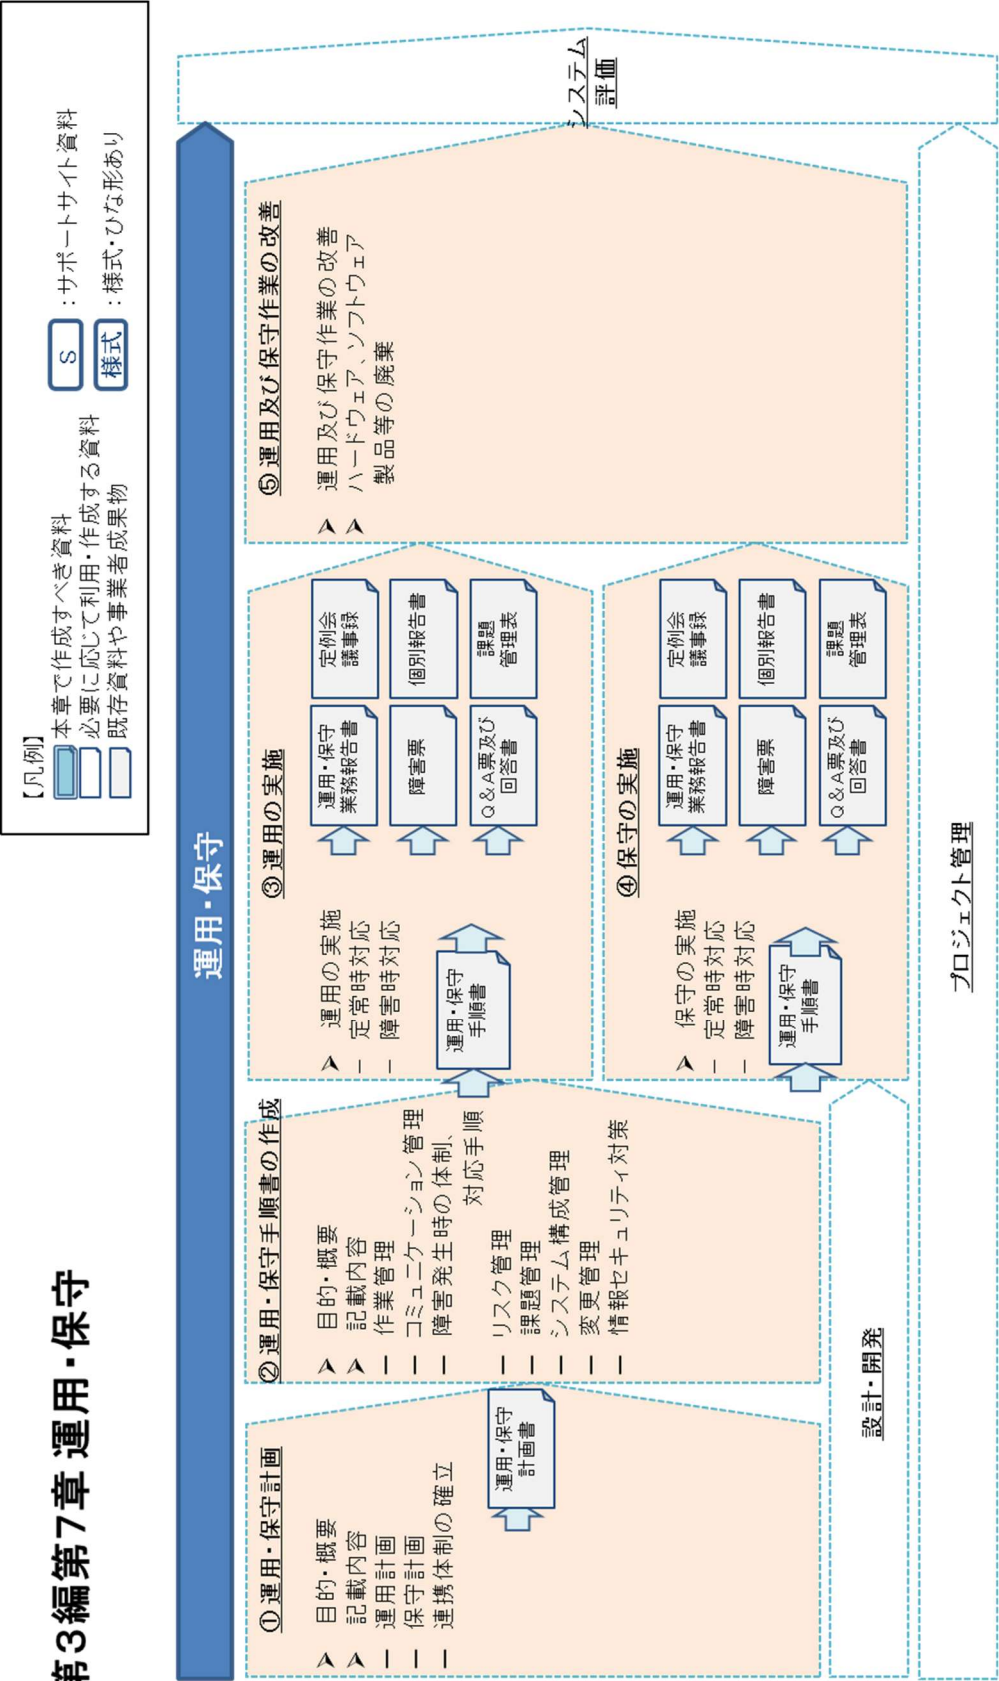 第3編第7章 運用・保守
【凡例】
本章で作成すべき資料
必要に応じて利用・作成する資料
既存資料や事業者成果物
S
：サポートサイト資料
様式
：様式・ひな形あり
運用・保守
①運用・保守計画
➢ 目的・概要
➢ 記載内容
－ 運用計画
－ 保守計画
－ 連携体制の確立
運用・保守
計画書
②運用・保守手順書の作成
➢ 目的・概要
➢ 記載内容
－ 作業管理
－ コミュニケーション管理
－ 障害発生時の体制、
対応手順
－ リスク管理
－ 課題管理
－ システム構成管理
－ 変更管理
－ 情報セキュリティ対策
③運用の実施
➢ 運用の実施
－ 定常時対応
－ 障害時対応
運用・保守
手順書
運用・保守
業務報告書
定例会
議事録
障害票
個別報告書
Q&A票及び
回答書
課題
管理表
④保守の実施
➢ 保守の実施
－ 定常時対応
－ 障害時対応
運用・保守
手順書
運用・保守
業務報告書
定例会
議事録
障害票
個別報告書
Q&A票及び
回答書
課題
管理表
⑤運用及び保守作業の改善
➢ 運用及び保守作業の改善
➢ ハードウェア、ソフトウェア
製品等の廃棄
システム
評価
設計・開発
プロジェクト管理